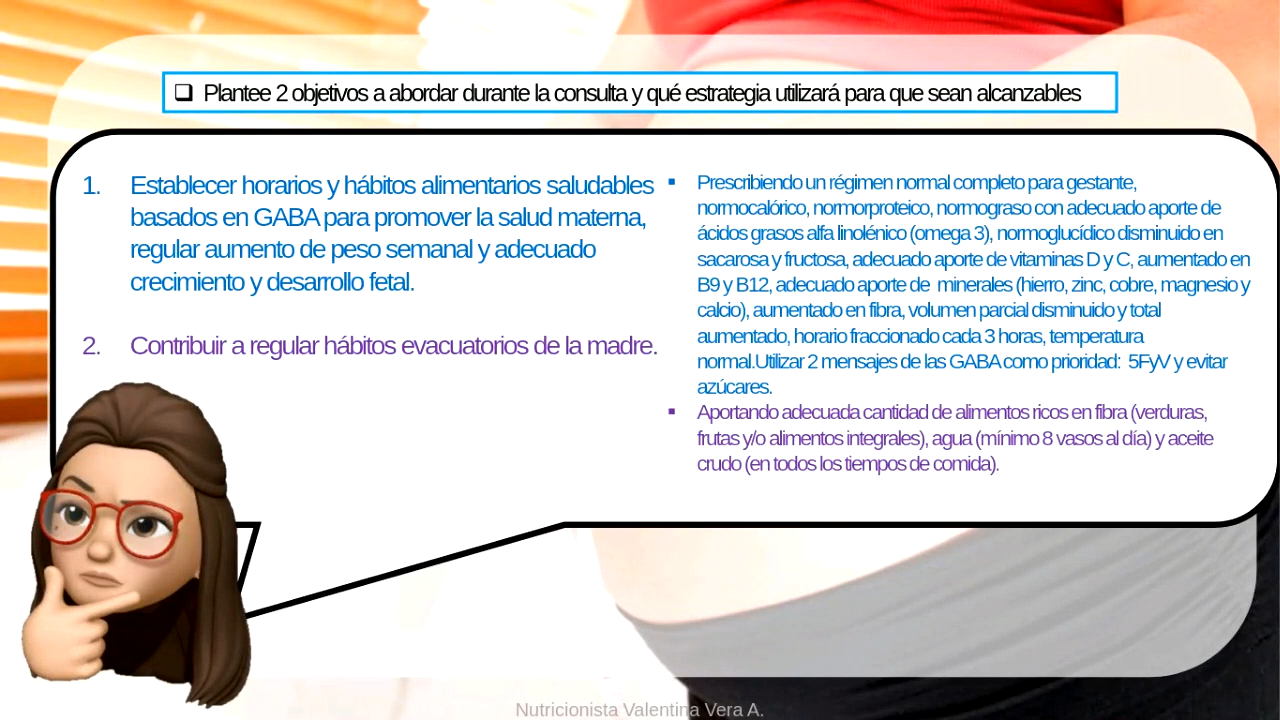 ❑ Plantee 2 objetivos a abordar durante la consulta y qué estrategia utilizará para que sean alcanzables
1. Establecer horarios y hábitos alimentarios saludables
basados en GABA para promover la salud materna,
regular aumento de peso semanal y adecuado
crecimiento y desarrollo fetal.
2. Contribuir a regular hábitos evacuatorios de la madre.
▪ Prescribiendo un régimen normal completo para gestante,
normocalórico, normorproteico, normograso con adecuado aporte de
ácidos grasos alfa linolénico (omega 3), normoglucídico disminuido en
sacarosa y fructosa, adecuado aporte de vitaminas D y C, aumentado en
B9 y B12, adecuado aporte de minerales (hierro, zinc, cobre, magnesio y
calcio), aumentado en fibra, volumen parcial disminuido y total
aumentado, horario fraccionado cada 3 horas, temperatura
normal.Utilizar 2 mensajes de las GABA como prioridad: 5FyV y evitar
azúcares.
▪ Aportando adecuada cantidad de alimentos ricos en fibra (verduras,
frutas y/o alimentos integrales), agua (mínimo 8 vasos al día) y aceite
crudo (en todos los tiempos de comida).
Nutricionista Valentina Vera A.